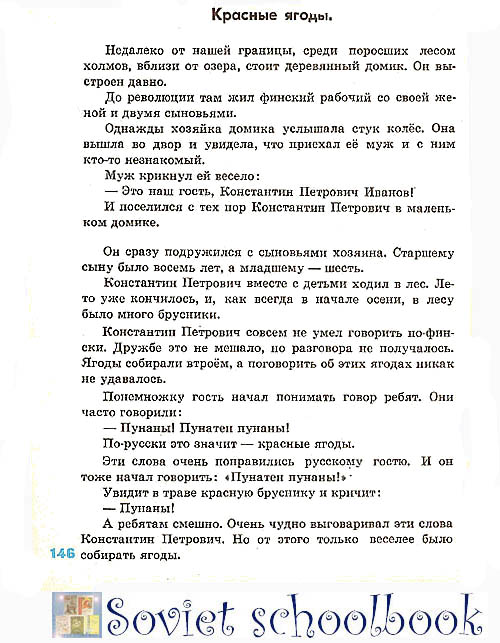 Красные ягоды.
Недалеко от нашей границы, среди поросших лесом
холмов, вблизи от озера, стоит деревянный домик. Он вы-
строен давно.
До революции там жил финский рабочий со своей же-
ной и двумя сыновьями.
Однажды хозяйка домика услышала стук колёс. Она
вышла во двор и увидела, что приехал её муж и с ним
кто-то незнакомый.
Муж крикнул ей весело:
— Это наш гость, Константин Петрович Иванов!
И поселился с тех пор Константин Петрович в малень-
ком домике.
Он сразу подружился с сыновьями хозяина. Старшему
сыну было восемь лет, а младшему — шесть.
Константин Петрович вместе с детьми ходил в лес. Ле-
то уже кончилось, и, как всегда в начале осени, в лесу
было много брусники.
Константин Петрович совсем не умел говорить по-фин-
ски. Дружбе это не мешало, но разговора не получалось.
Ягоды собирали втроём, а поговорить об этих ягодах никак
не удавалось.
Понемножку гость начал понимать говор ребят. Они
часто говорили:
— Пунаны! Пунатен пунаны!
По-русски это значит — красные ягоды.
Эти слова очень понравились русскому гостю. И он
тоже начал говорить: «Пунатен пунаны!»
Увидит в траве красную бруснику и кричит:
— Пунаны!
А ребятам смешно. Очень чудно выговаривал эти слова
Константин Петрович. Но от этого только веселее было
собирать ягоды.
146
Soviet schoolbook